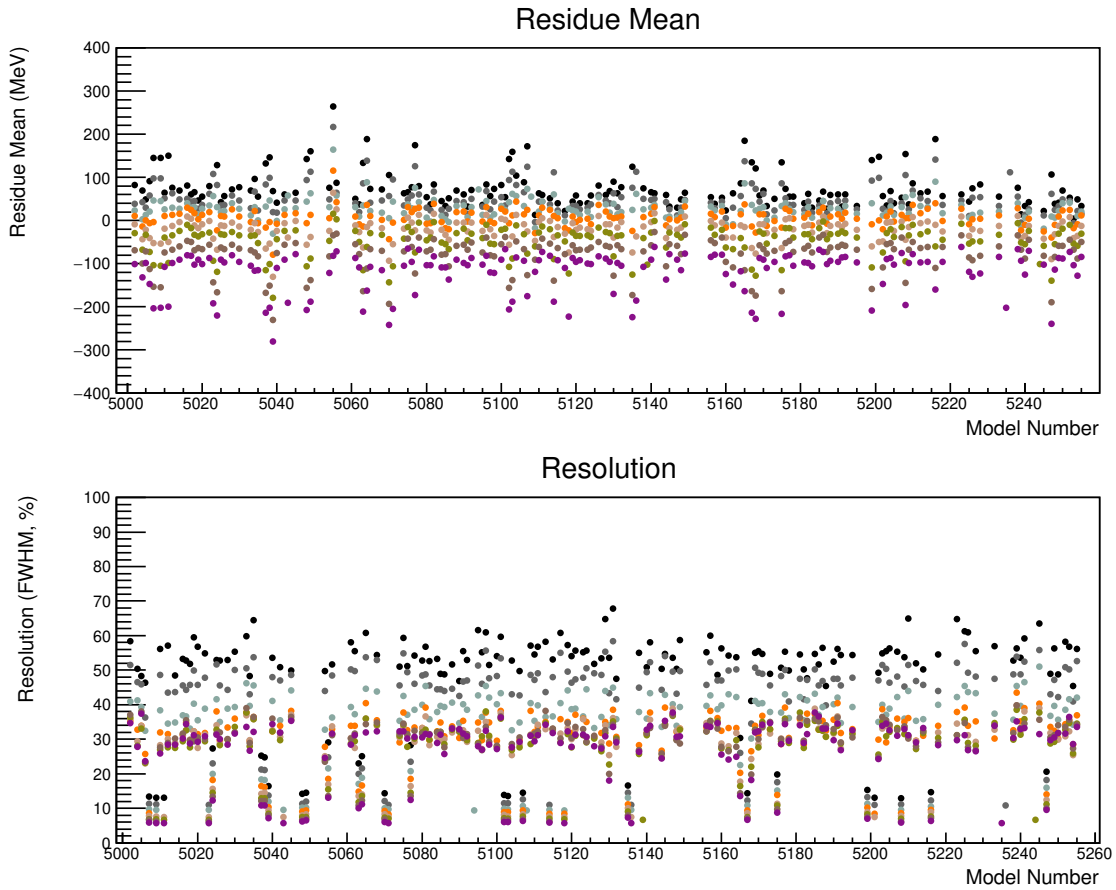 Residue Mean
Residue Mean (MeV)
400
300
200
100
0
−100
−200
−300
−400
5000 5020 5040 5060 5080 5100 5120 5140 5160 5180 5200 5220 5240
Model Number
Resolution
Resolution (FWHM, %)
100
90
80
70
60
50
40
30
20
10
0
5000 5020 5040 5060 5080 5100 5120 5140 5160 5180 5200 5220 5240 5260
Model Number